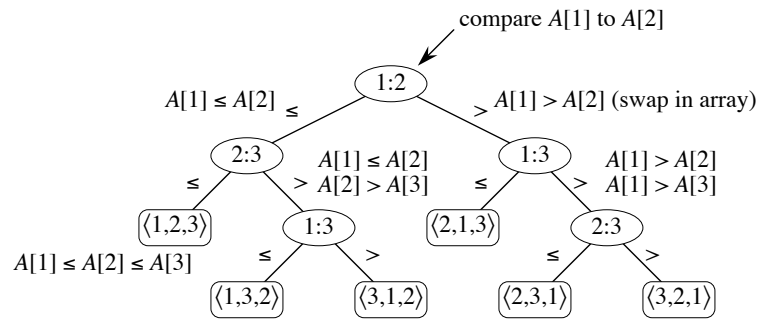 compare A[1] to A[2]
1:2
A[1] ≤ A[2] ≤ > A[1] > A[2] (swap in array)
2:3 A[1] ≤ A[2] 1:3 A[1] > A[2]
≤ > A[2] > A[3] ≤ > A[1] > A[3]
⟨1,2,3⟩ 1:3 ⟨2,1,3⟩ 2:3
A[1] ≤ A[2] ≤ A[3] ≤ > ≤ >
⟨1,3,2⟩ ⟨3,1,2⟩ ⟨2,3,1⟩ ⟨3,2,1⟩